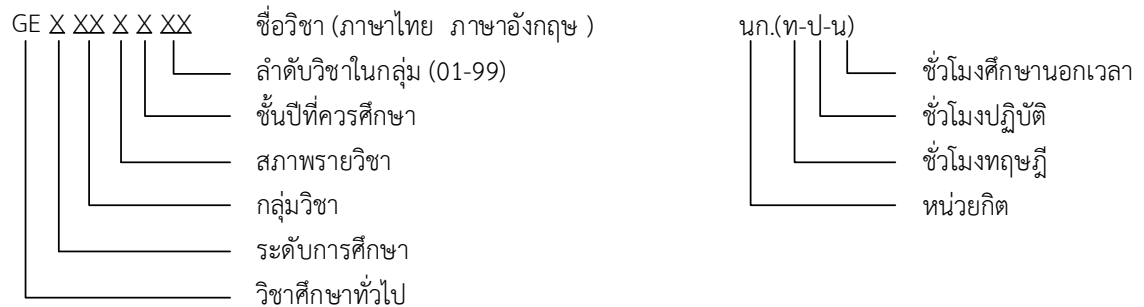 GE X XX X X XX ชื่อวิชา (ภาษาไทย ภาษาอังกฤษ ) นก.(ท-ป-น)
ลำดับวิชาในกลุ่ม (01-99) ชั่วโมงศึกษานอกเวลา
ชั้นปีที่ควรศึกษา ชั่วโมงปฏิบัติ
สภาพรายวิชา ชั่วโมงทฤษฎี
กลุ่มวิชา หน่วยกิต
ระดับการศึกษา
วิชาศึกษาทั่วไป